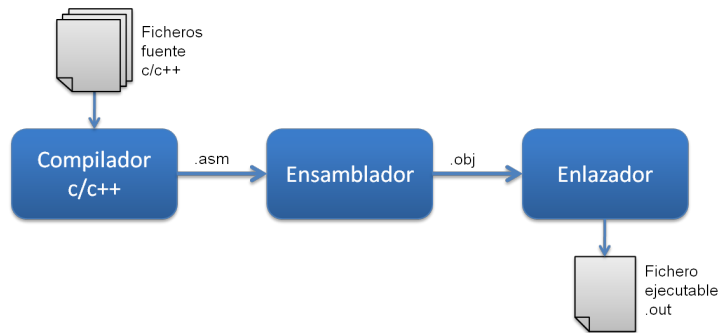 Ficheros
fuente
c/c++
Compilador
c/c++
.asm
Ensamblador
.obj
Enlazador
Fichero
ejecutable
.out